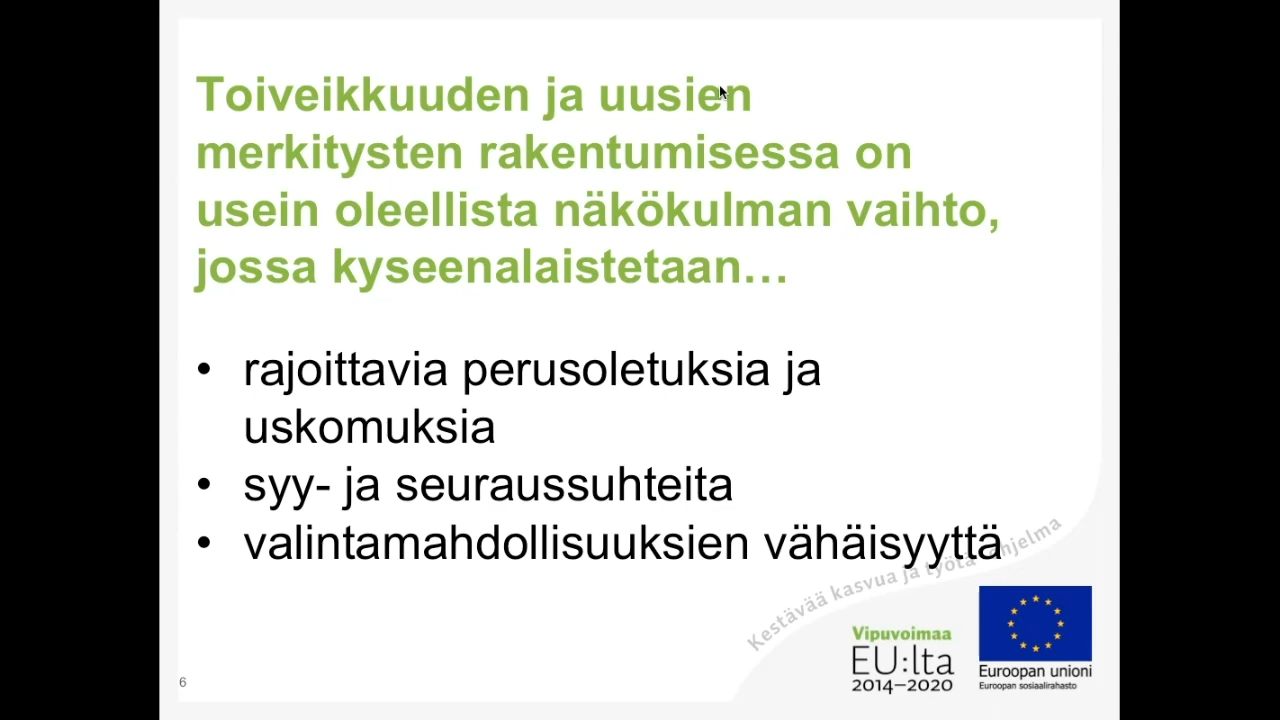 Toiveikkuuden ja uusien
merkitysten rakentumisessa on
usein oleellista näkökulman vaihto,
jossa kyseenalaistetaan…
• rajoittavia perusoletuksia ja
uskomuksia
• syy- ja seuraussuhteita
• valintamahdollisuuksien vähäisyyttä
Kestävää kasvua ja työtä
Vipuvoimaa
EU:lta
2014–2020
Euroopan unioni
Euroopan sosiaalirahasto
6